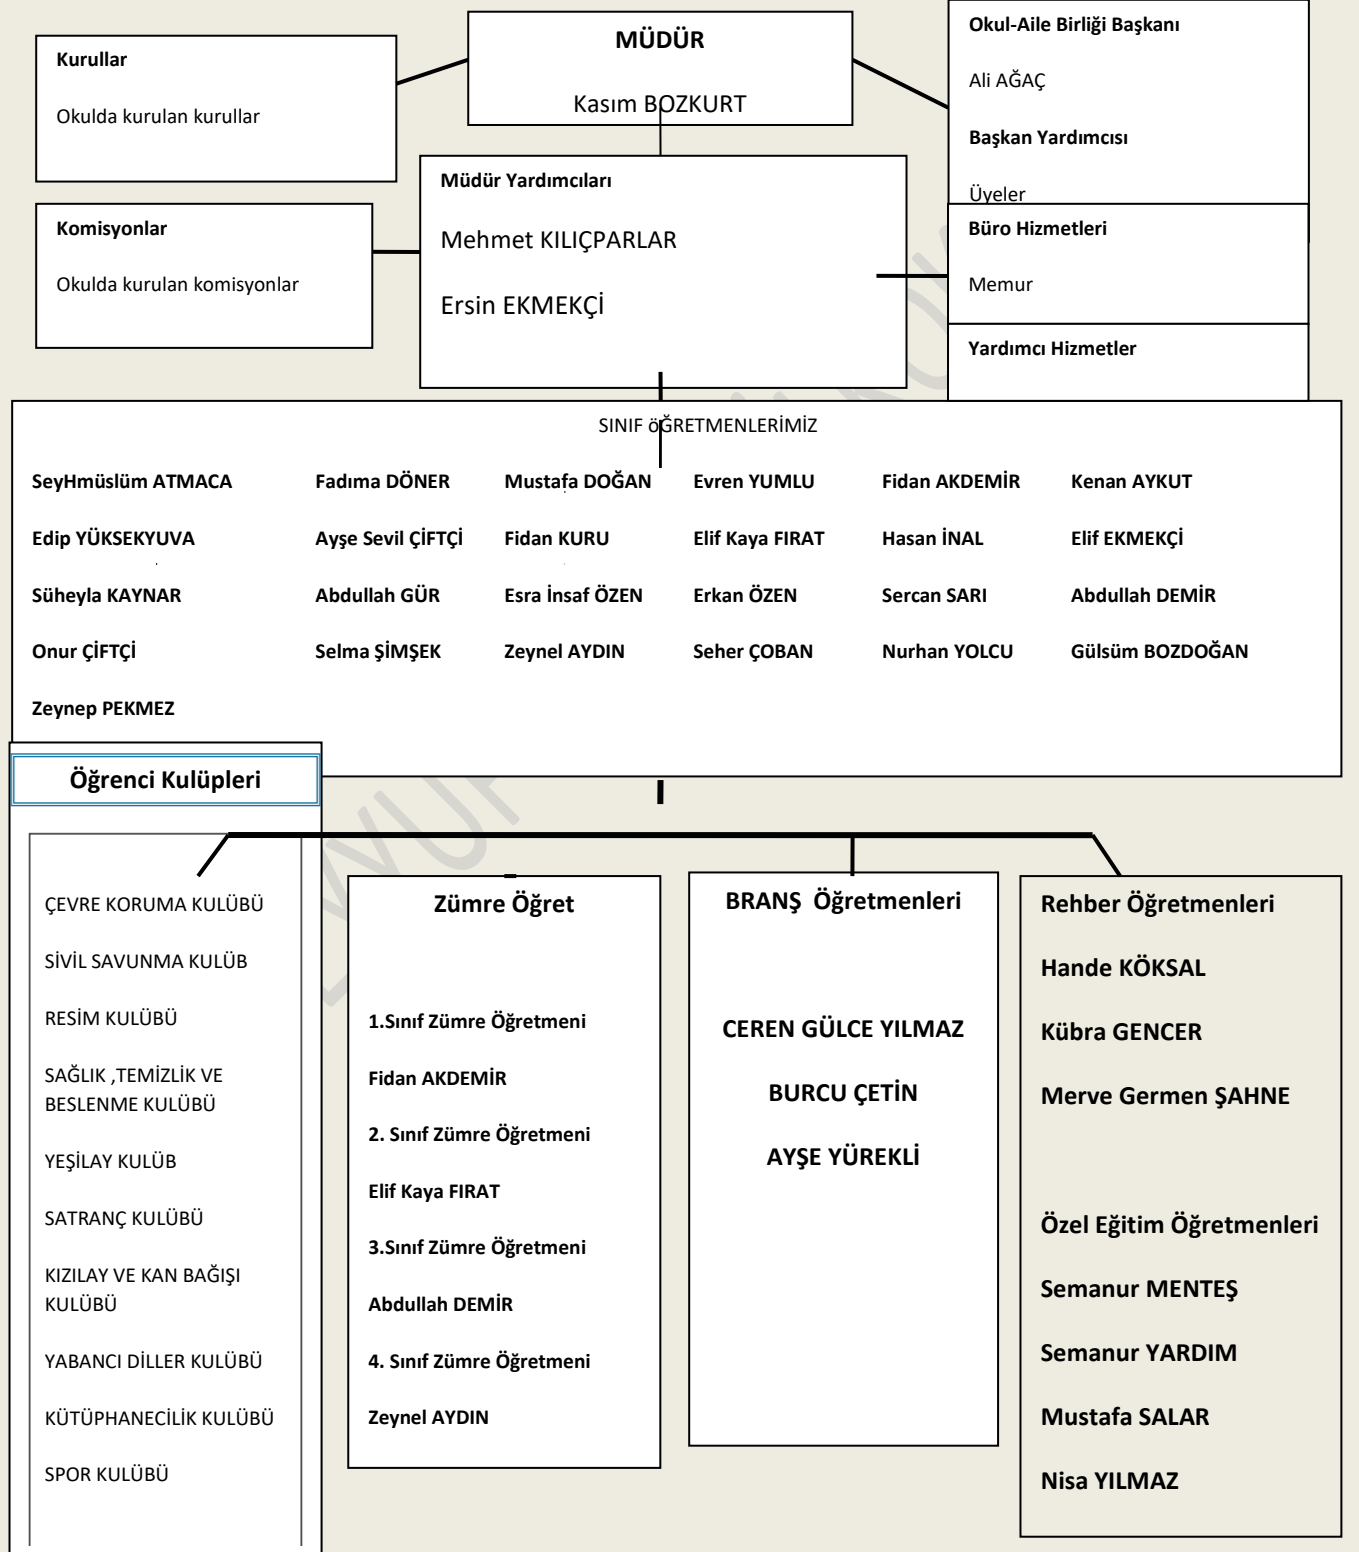 MÜDÜR
Kasım BOZKURT
Kurullar
Okulda kurulan kurullar
Okul-Aile Birliği Başkanı
Ali AĞAÇ
Başkan Yardımcısı
Üyeler
Müdür Yardımcıları
Mehmet KILIÇPARLAR
Ersin EKMEKÇİ
Komisyonlar
Okulda kurulan komisyonlar
Büro Hizmetleri
Memur
Yardımcı Hizmetler
SINIF öĞRETMENLERİMİZ
SeyHmüslüm ATMACA Fadıma DÖNER Mustafa DOĞAN Evren YUMLU Fidan AKDEMİR Kenan AYKUT
Edip YÜKSEKYUVA Ayşe Sevil ÇİFTÇİ Fidan KURU Elif Kaya FIRAT Hasan İNAL Elif EKMEKÇİ
Süheyla KAYNAR Abdullah GÜR Esra İnsaf ÖZEN Erkan ÖZEN Sercan SARI Abdullah DEMİR
Onur ÇİFTÇİ Selma ŞİMŞEK Zeynel AYDIN Seher ÇOBAN Nurhan YOLCU Gülsüm BOZDOĞAN
Zeynep PEKMEZ
Öğrenci Kulüpleri
ÇEVRE KORUMA KULÜBÜ
SİVİL SAVUNMA KULÜB
RESİM KULÜBÜ
SAĞLIK ,TEMİZLİK VE
BESLENME KULÜBÜ
YEŞİLAY KULÜB
SATRANÇ KULÜBÜ
KIZILAY VE KAN BAĞIŞI
KULÜBÜ
YABANCI DİLLER KULÜBÜ
KÜTÜPHANECİLİK KULÜBÜ
SPOR KULÜBÜ
Zümre Öğret
1.Sınıf Zümre Öğretmeni
Fidan AKDEMİR
2. Sınıf Zümre Öğretmeni
Elif Kaya FIRAT
3.Sınıf Zümre Öğretmeni
Abdullah DEMİR
4. Sınıf Zümre Öğretmeni
Zeynel AYDIN
BRANŞ Öğretmenleri
CEREN GÜLCE YILMAZ
BURCU ÇETİN
AYŞE YÜREKLİ
Rehber Öğretmenleri
Hande KÖKSAL
Kübra GENCER
Merve Germen ŞAHNE
Özel Eğitim Öğretmenleri
Semanur MENTEŞ
Semanur YARDIM
Mustafa SALAR
Nisa YILMAZ